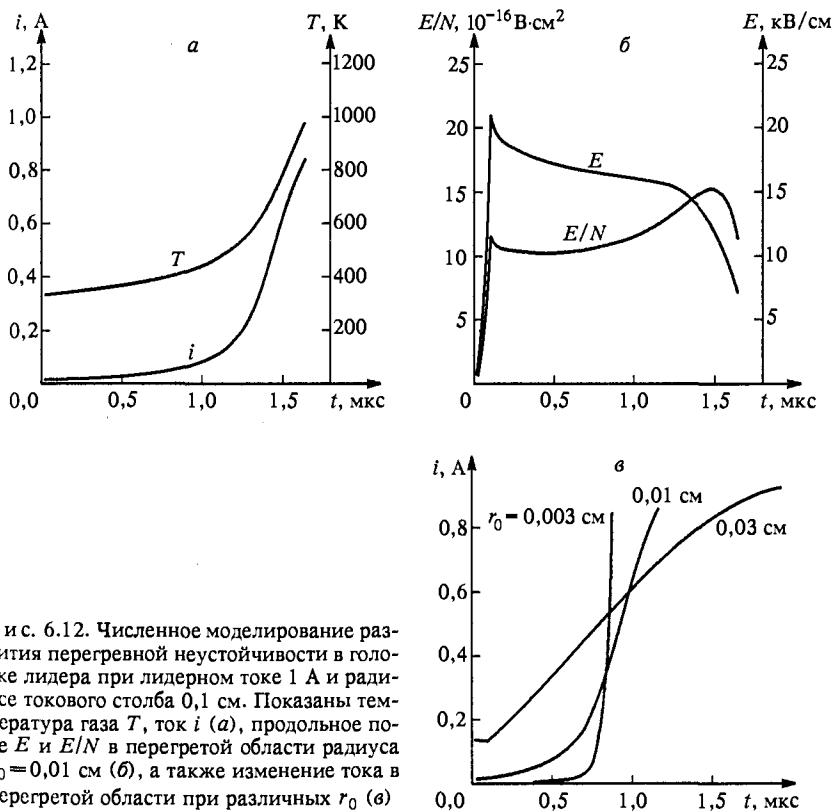 i, А
T, К
а
1,2
1,0
0,8
0,6
0,4
0,2
0,0
1200
1000
800
600
400
200
T
i
0,5
1,0
1,5
t, мкс
E/N, 10⁻¹⁶ В·см²
E, кВ/см
б
25
20
15
10
5
0
25
20
15
10
5
E
E/N
0,5
1,0
1,5
t, мкс
i, А
в
0,8
0,6
0,4
0,2
0,0
r₀ = 0,003 см
0,01 см
0,03 см
0,5
1,0
1,5
t, мкс
ис. 6.12. Численное моделирование раз-
ития перегревной неустойчивости в голо-
ке лидера при лидерном токе 1 А и ради-
се токового столба 0,1 см. Показаны тем-
ература газа T, ток i (а), продольное по-
е E и E/N в перегретой области радиуса
₀=0,01 см (б), а также изменение тока в
ерегретой области при различных r₀ (в)